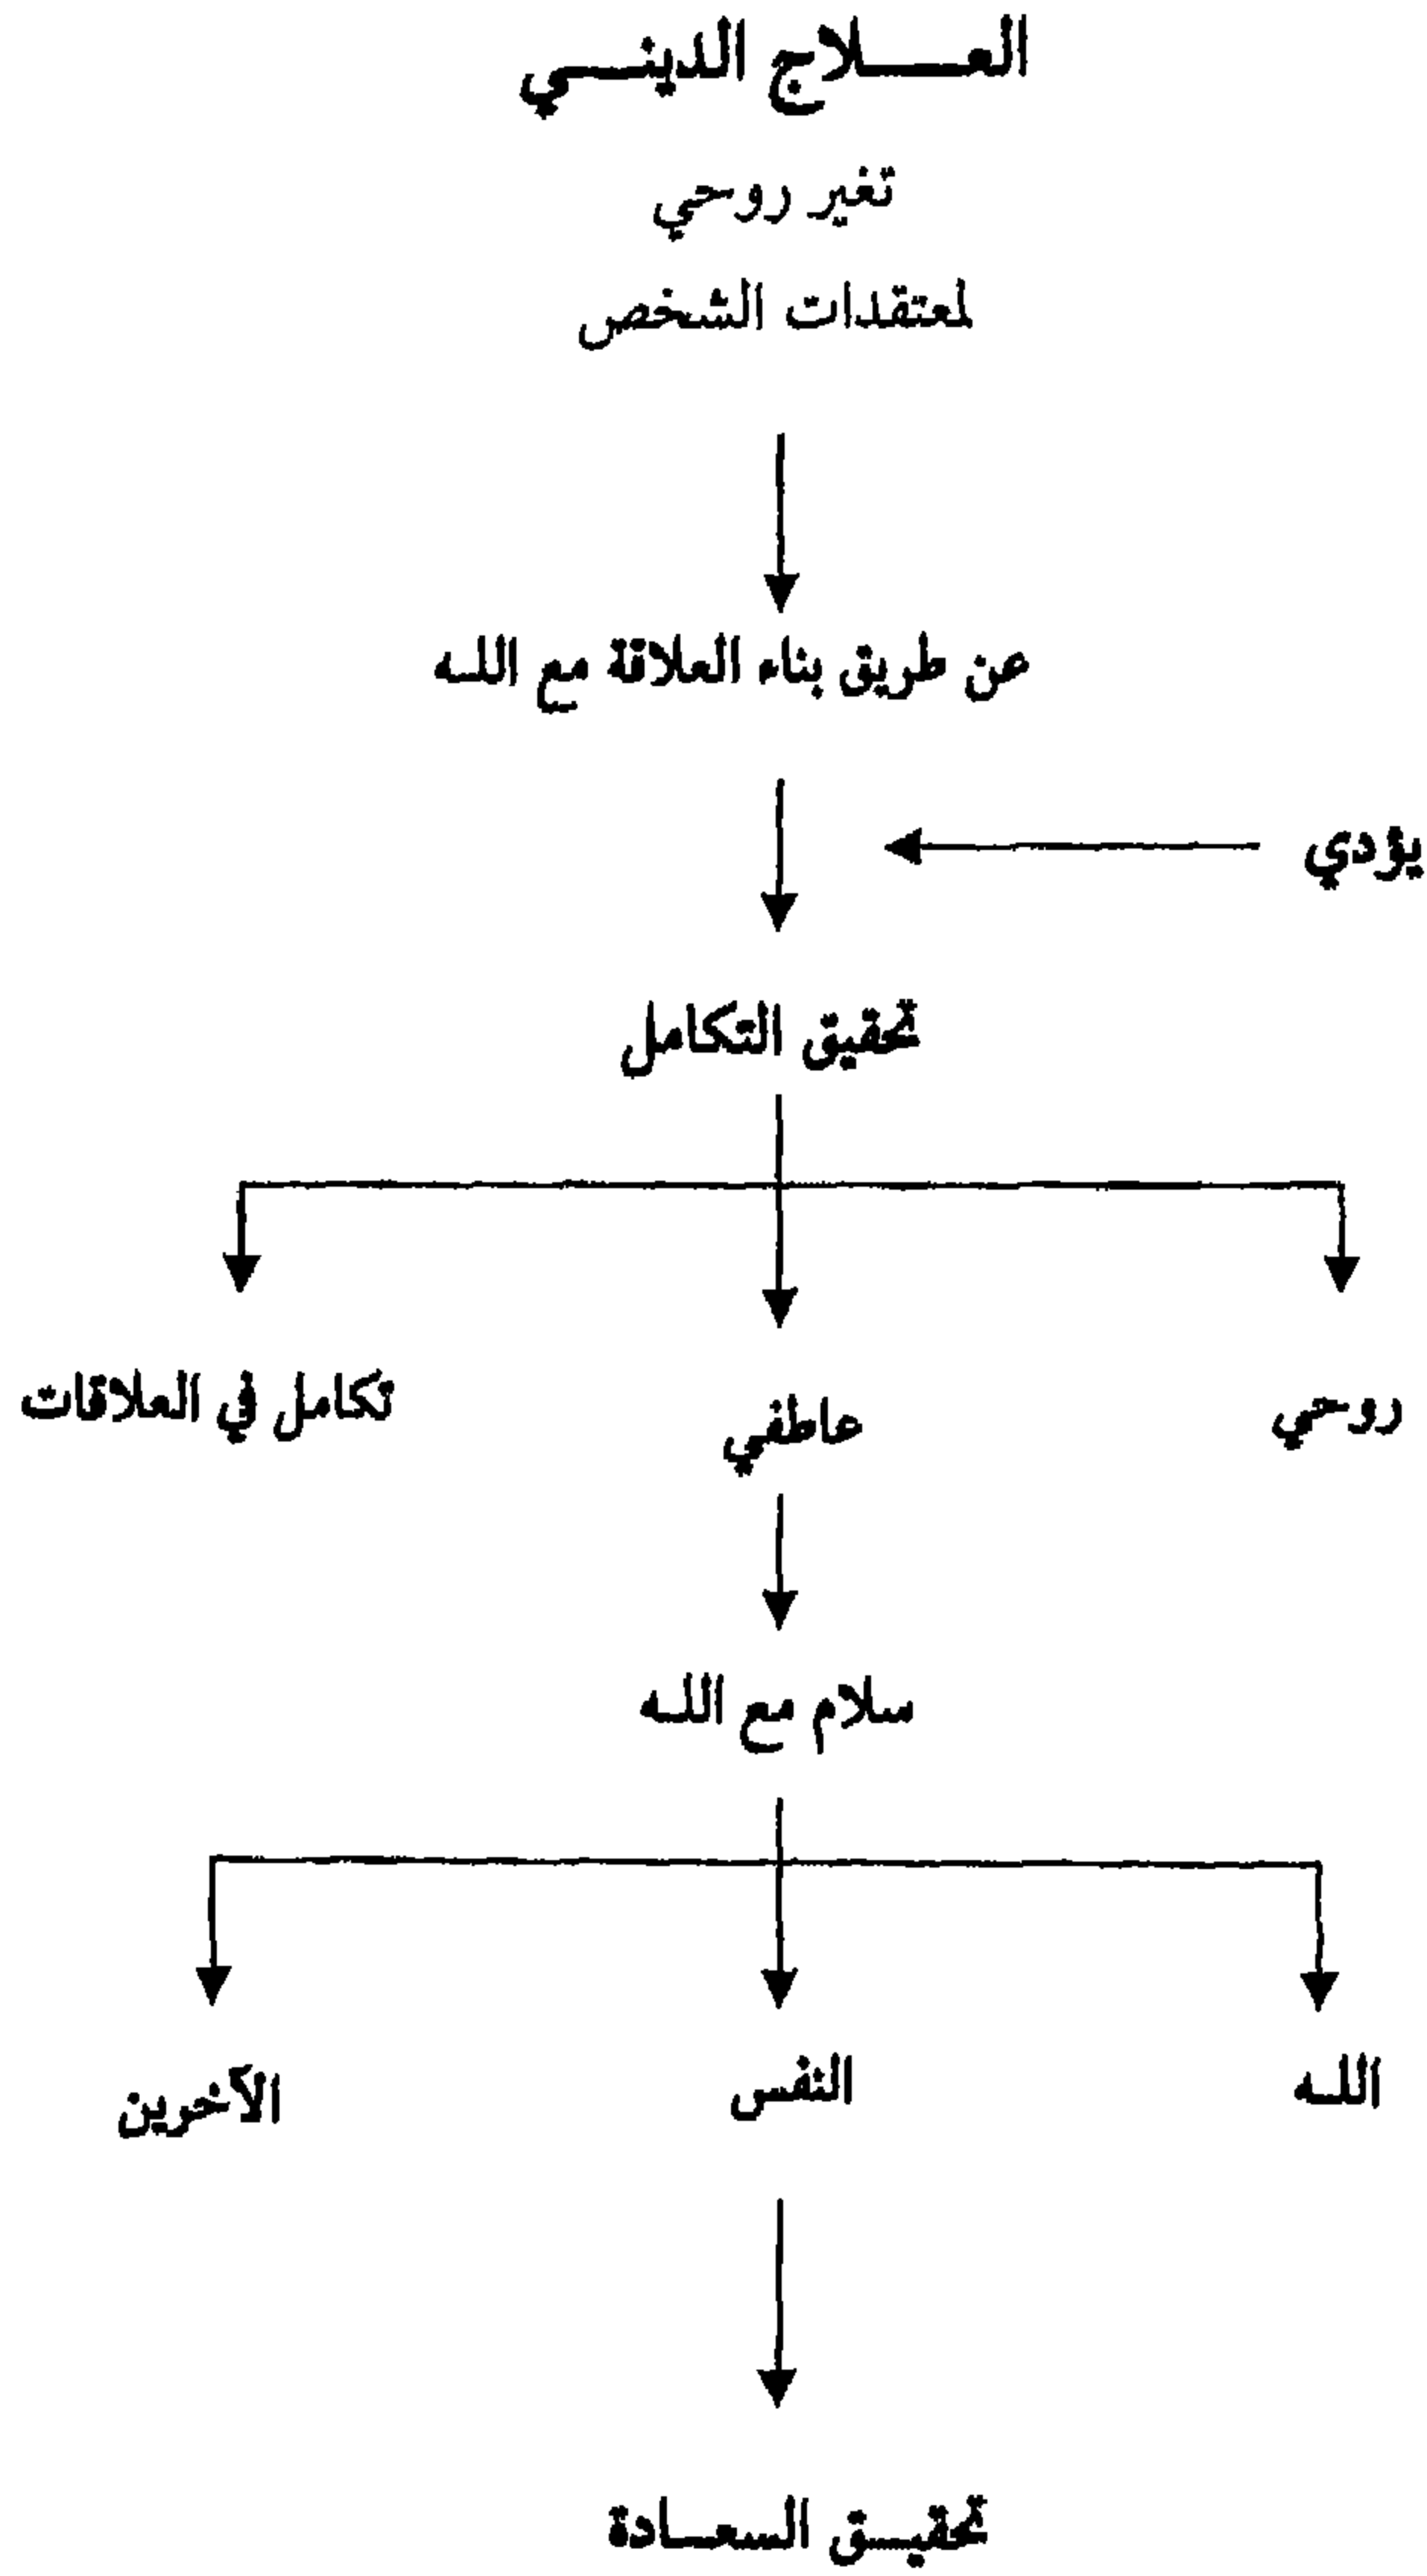 العـــــلاج الدينـــي
تغير روحي
لمعتقدات الشخص
عن طريق بناء العلاقة مع اللـه
يؤدي
تحقيق التكامل
روحي
عاطفي
تكامل في العلاقات
سلام مع اللـه
اللـه
النفس
الآخرين
تحقيـــق السعـــادة